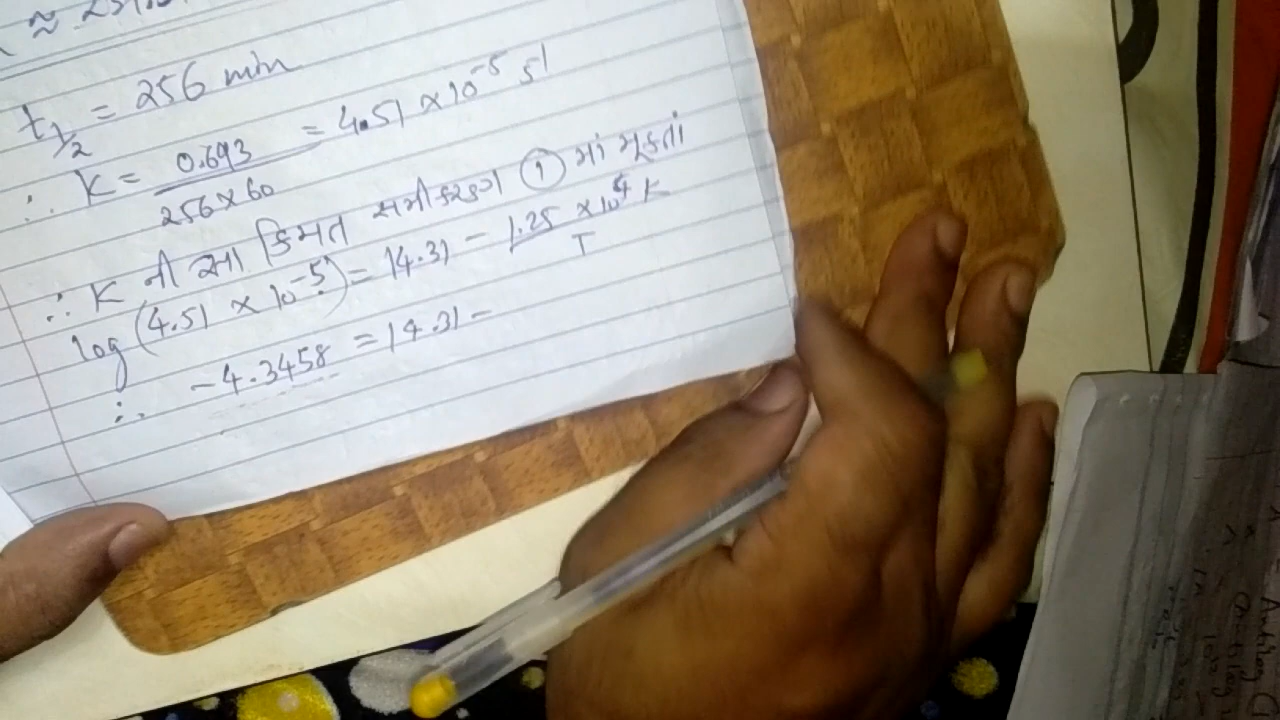 t½ = 256 min
∴ K = 0.693 / 256×60 = 4.51 × 10⁻⁵ s⁻¹
∴ K ની આ કિંમત સમીકરણ ① માં મૂકતાં
log (4.51 × 10⁻⁵) = 14.31 − 1.25 × 10⁴ K / T
∴ −4.3458 = 14.31 −